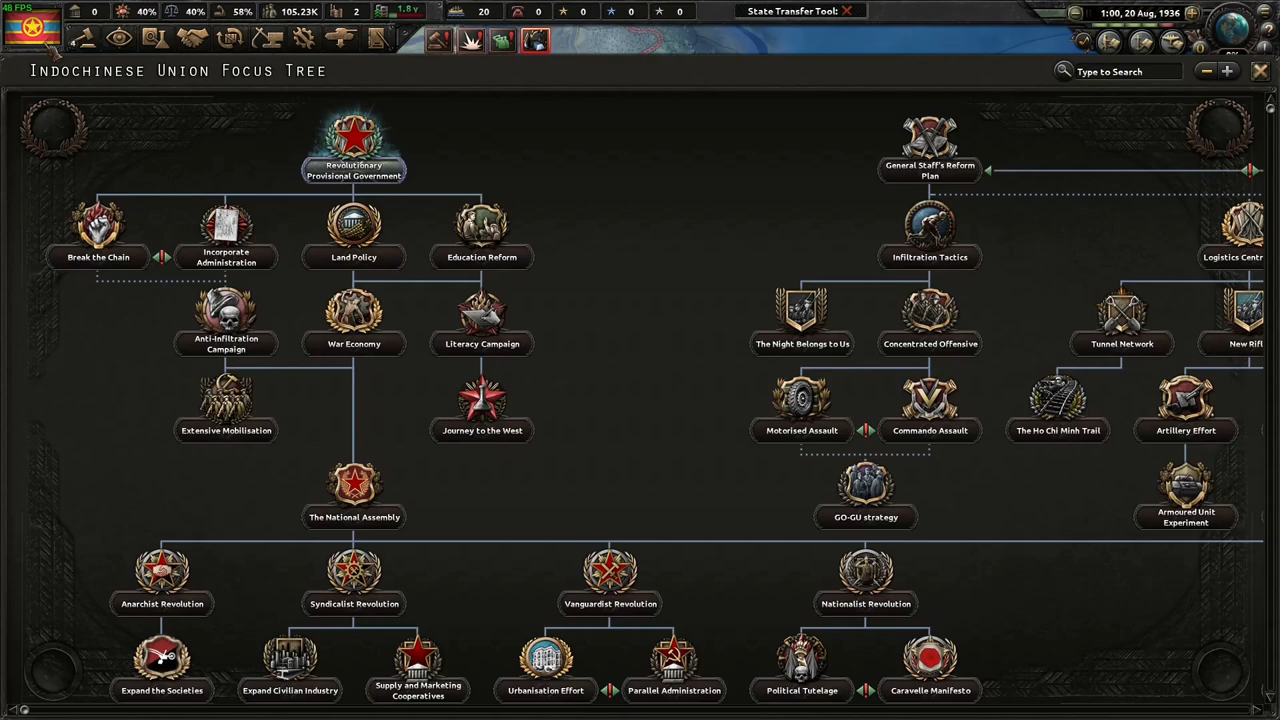 48 FPS
0
40%
40%
58%
105.23K
2
1.8 y
20
0
0
0
0
State Transfer Tool:
1:00, 20 Aug, 1936
4
0
0%
Indochinese Union Focus Tree
Type to Search
Revolutionary
Provisional Government
General Staff's Reform
Plan
Break the Chain
Incorporate
Administration
Land Policy
Education Reform
Infiltration Tactics
Logistics Centr
Anti-Infiltration
Campaign
War Economy
Literacy Campaign
The Night Belongs to Us
Concentrated Offensive
Tunnel Network
New Rifl
Extensive Mobilisation
Journey to the West
Motorised Assault
Commando Assault
The Ho Chi Minh Trail
Artillery Effort
The National Assembly
GO-GU strategy
Armoured Unit
Experiment
Anarchist Revolution
Syndicalist Revolution
Vanguardist Revolution
Nationalist Revolution
Expand the Societies
Expand Civilian Industry
Supply and Marketing
Cooperatives
Urbanisation Effort
Parallel Administration
Political Tutelage
Caravelle Manifesto